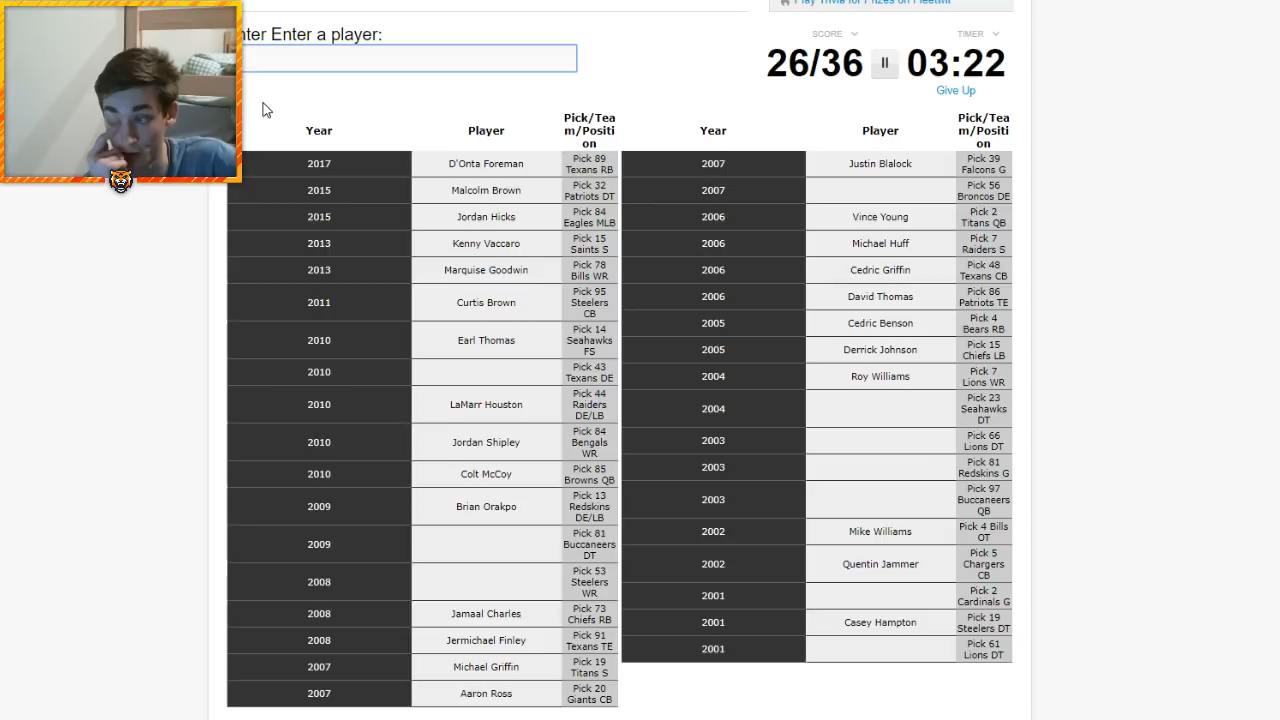 Play Trivia for Prizes on FleetWit
nter Enter a player:
SCORE
TIMER
26/36
03:22
Give Up
Year
Player
Pick/Tea
m/Positi
on
2017
D'Onta Foreman
Pick 89
Texans RB
2015
Malcolm Brown
Pick 32
Patriots DT
2015
Jordan Hicks
Pick 84
Eagles MLB
2013
Kenny Vaccaro
Pick 15
Saints S
2013
Marquise Goodwin
Pick 78
Bills WR
2011
Curtis Brown
Pick 95
Steelers
CB
2010
Earl Thomas
Pick 14
Seahawks
FS
2010
Pick 43
Texans DE
2010
LaMarr Houston
Pick 44
Raiders
DE/LB
2010
Jordan Shipley
Pick 84
Bengals
WR
2010
Colt McCoy
Pick 85
Browns QB
2009
Brian Orakpo
Pick 13
Redskins
DE/LB
2009
Pick 81
Buccaneers
DT
2008
Pick 53
Steelers
WR
2008
Jamaal Charles
Pick 73
Chiefs RB
2008
Jermichael Finley
Pick 91
Texans TE
2007
Michael Griffin
Pick 19
Titans S
2007
Aaron Ross
Pick 20
Giants CB
Year
Player
Pick/Tea
m/Positi
on
2007
Justin Blalock
Pick 39
Falcons G
2007
Pick 56
Broncos DE
2006
Vince Young
Pick 2
Titans QB
2006
Michael Huff
Pick 7
Raiders S
2006
Cedric Griffin
Pick 48
Texans CB
2006
David Thomas
Pick 86
Patriots TE
2005
Cedric Benson
Pick 4
Bears RB
2005
Derrick Johnson
Pick 15
Chiefs LB
2004
Roy Williams
Pick 7
Lions WR
2004
Pick 23
Seahawks
DT
2003
Pick 66
Lions DT
2003
Pick 81
Redskins G
2003
Pick 97
Buccaneers
QB
2002
Mike Williams
Pick 4 Bills
OT
2002
Quentin Jammer
Pick 5
Chargers
CB
2001
Pick 2
Cardinals G
2001
Casey Hampton
Pick 19
Steelers DT
2001
Pick 61
Lions DT